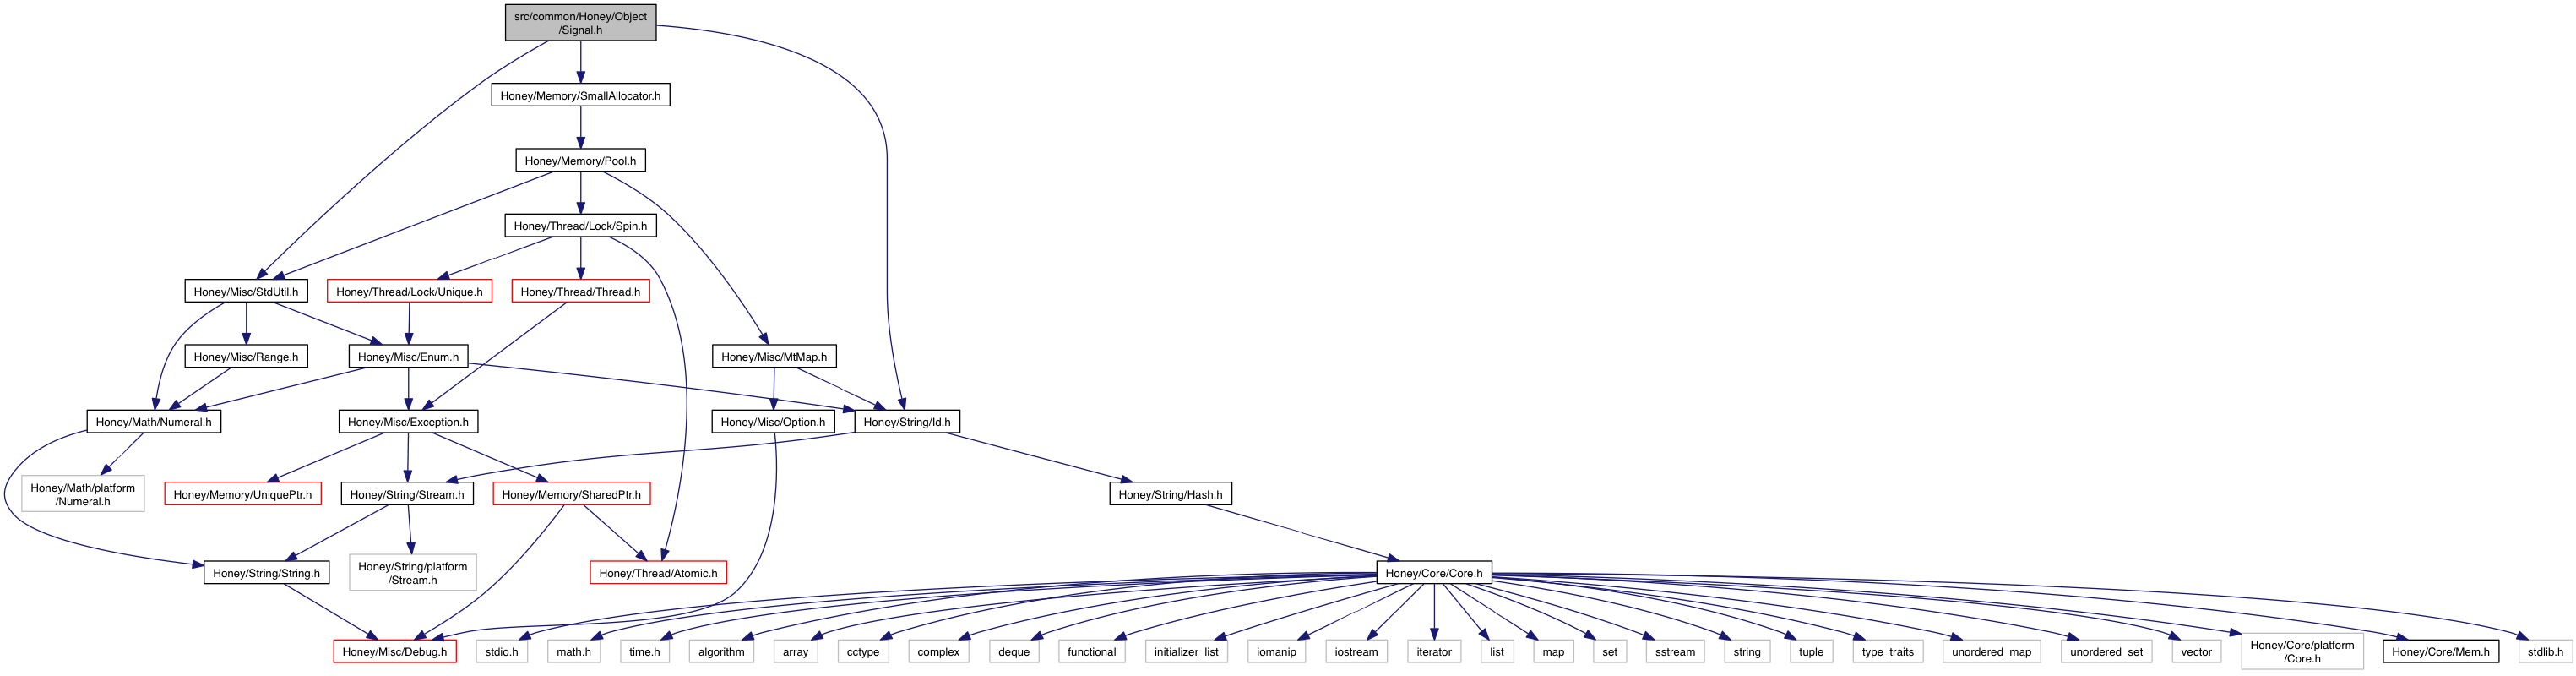 src/common/Honey/Object
/Signal.h
Honey/Memory/SmallAllocator.h
Honey/Memory/Pool.h
Honey/Thread/Lock/Spin.h
Honey/Misc/StdUtil.h
Honey/Thread/Lock/Unique.h
Honey/Thread/Thread.h
Honey/Misc/Range.h
Honey/Misc/Enum.h
Honey/Misc/MtMap.h
Honey/Math/Numeral.h
Honey/Misc/Exception.h
Honey/Misc/Option.h
Honey/String/Id.h
Honey/Math/platform
/Numeral.h
Honey/Memory/UniquePtr.h
Honey/String/Stream.h
Honey/Memory/SharedPtr.h
Honey/String/Hash.h
Honey/String/String.h
Honey/String/platform
/Stream.h
Honey/Thread/Atomic.h
Honey/Core/Core.h
Honey/Misc/Debug.h
stdio.h
math.h
time.h
algorithm
array
cctype
complex
deque
functional
initializer_list
iomanip
iostream
iterator
list
map
set
sstream
string
tuple
type_traits
unordered_map
unordered_set
vector
Honey/Core/platform
/Core.h
Honey/Core/Mem.h
stdlib.h